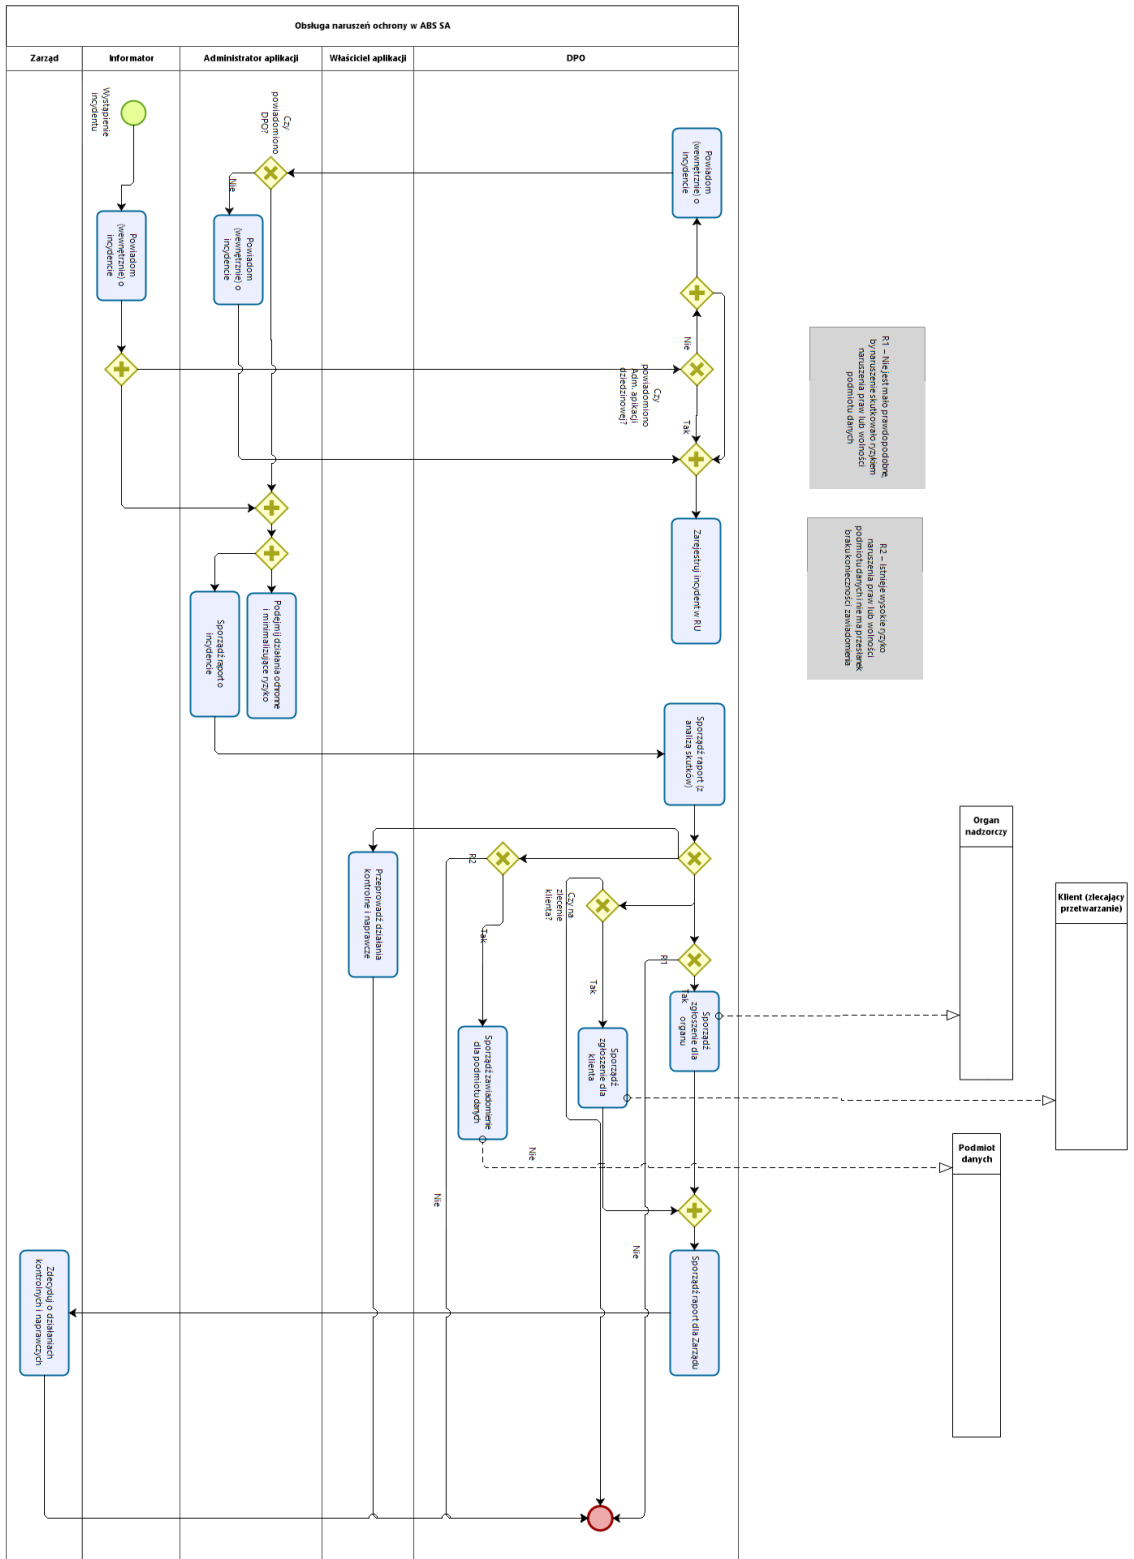 Obsługa naruszeń ochrony w ABS SA
Zarząd
Informator
Administrator aplikacji
Właściciel aplikacji
DPO
Wystąpienie
incydentu
Czy
powiadomiono
DPO?
Powiadom
(wewnętrznie) o
incydencie
Nie
Powiadom
(wewnętrznie) o
incydencie
Powiadom
(wewnętrznie) o
incydencie
Nie
Czy
powiadomiono
Adm. apikacji
dziedzinowej?
Tak
R1 – Nie jest mało prawdopodobne,
by naruszenie skutkowało ryzykiem
naruszenia praw lub wolności
podmiotu danych
R2 – Istnieje wysokie ryzyko
naruszenia praw lub wolności
podmiotu danych i nie ma przesłanek
braku konieczności zawiadomienia
Zarejestruj incydent w RU
Sporządź raport o
incydencie
Podejmij działania ochronne
i minimalizujące ryzyko
Sporządź raport (z
analizą skutków)
Organ
nadzorczy
R2
Przeprowadź działania
kontrolne i naprawcze
Czy na
zlecenie
klienta?
Klient (zlecający
przetwarzanie)
Tak
R1
Tak
Tak
Sporządź
zgłoszenie dla
organu
Sporządź
zgłoszenie dla
klienta
Sporządź zawiadomienie
dla podmiotu danych
Podmiot
danych
Nie
Nie
Nie
Zdecyduj o działaniach
kontrolnych i naprawczych
Sporządź raport dla Zarządu